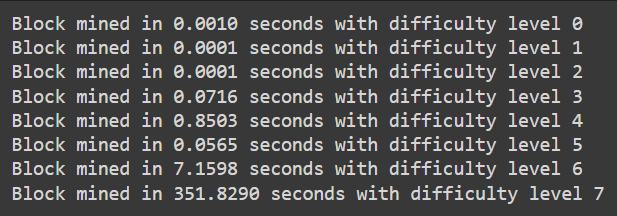 Block mined in 0.0010 seconds with difficulty level 0
Block mined in 0.0001 seconds with difficulty level 1
Block mined in 0.0001 seconds with difficulty level 2
Block mined in 0.0716 seconds with difficulty level 3
Block mined in 0.8503 seconds with difficulty level 4
Block mined in 0.0565 seconds with difficulty level 5
Block mined in 7.1598 seconds with difficulty level 6
Block mined in 351.8290 seconds with difficulty level 7